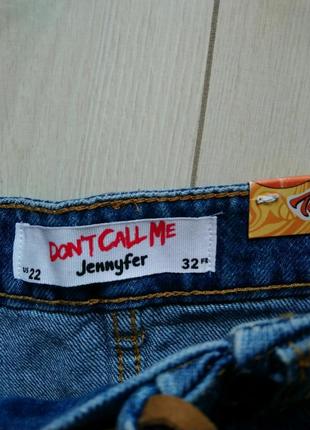 DON'T CALL ME
Jennyfer
US 22
32 FR